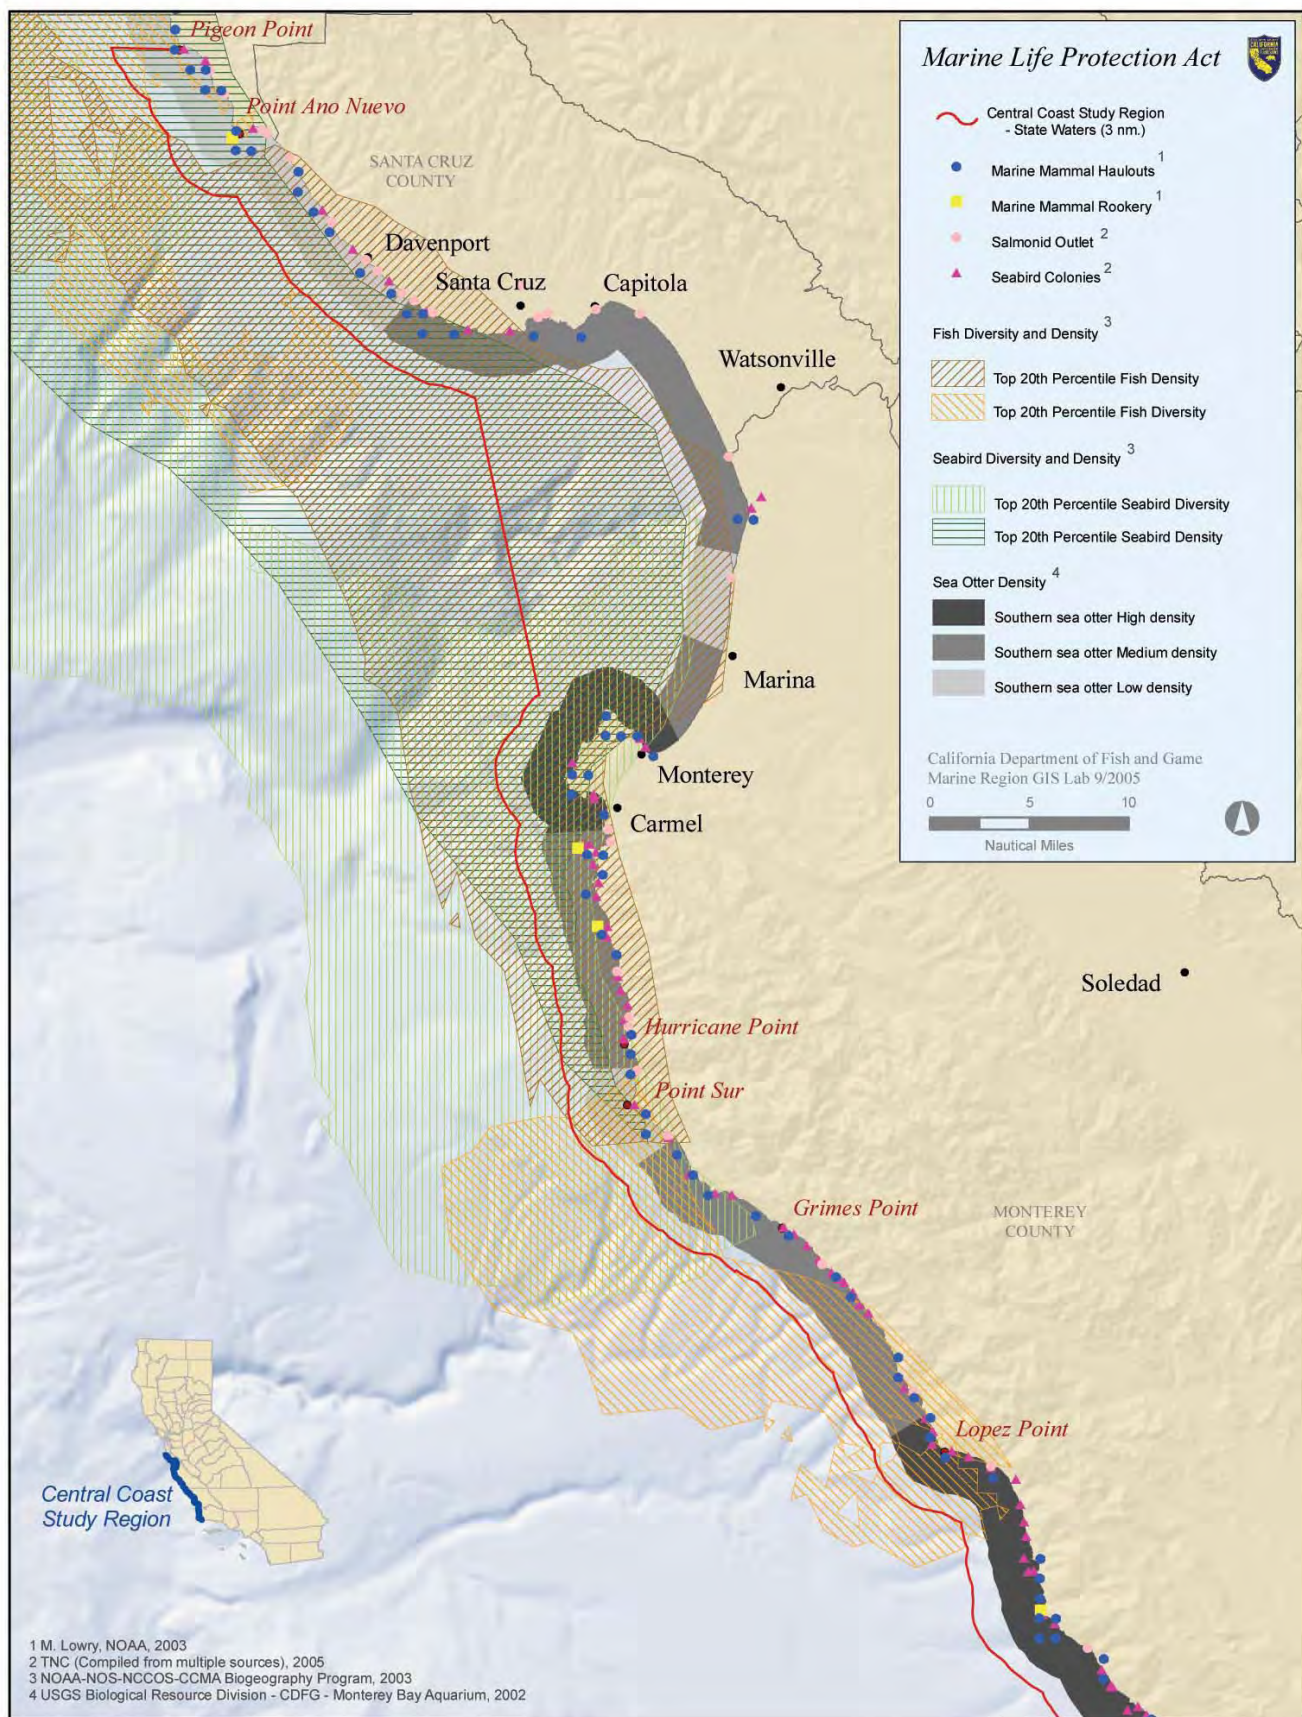 Pigeon Point
Point Ano Nuevo
SANTA CRUZ
COUNTY
Davenport
Santa Cruz
Capitola
Watsonville
Marina
Monterey
Carmel
Soledad
Hurricane Point
Point Sur
Grimes Point
MONTEREY
COUNTY
Lopez Point
Central Coast
Study Region
1 M. Lowry, NOAA, 2003
2 TNC (Compiled from multiple sources), 2005
3 NOAA-NOS-NCCOS-CCMA Biogeography Program, 2003
4 USGS Biological Resource Division - CDFG - Monterey Bay Aquarium, 2002
Marine Life Protection Act
CALIFORNIA
Central Coast Study Region
- State Waters (3 nm.)
Marine Mammal Haulouts 1
Marine Mammal Rookery 1
Salmonid Outlet 2
Seabird Colonies 2
Fish Diversity and Density 3
Top 20th Percentile Fish Density
Top 20th Percentile Fish Diversity
Seabird Diversity and Density 3
Top 20th Percentile Seabird Diversity
Top 20th Percentile Seabird Density
Sea Otter Density 4
Southern sea otter High density
Southern sea otter Medium density
Southern sea otter Low density
California Department of Fish and Game
Marine Region GIS Lab 9/2005
0 5 10
Nautical Miles